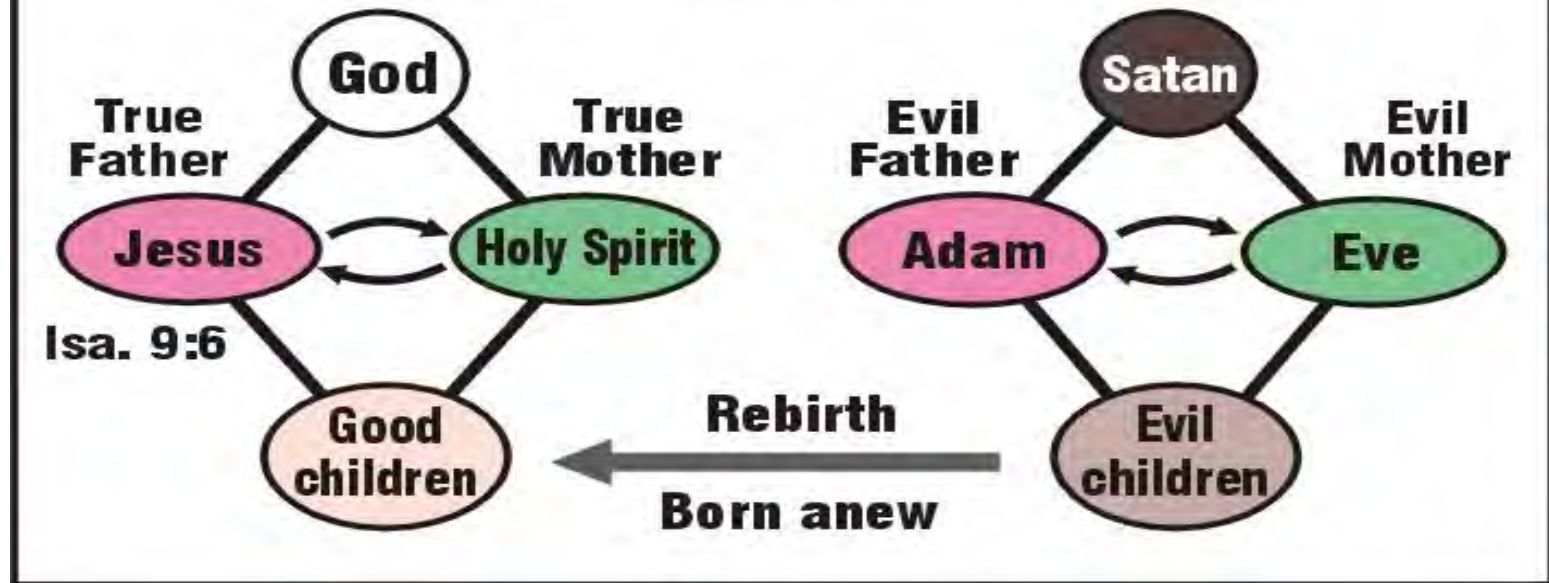 God
True
Father
True
Mother
Jesus
Holy Spirit
Isa. 9:6
Good
children
Satan
Evil
Father
Evil
Mother
Adam
Eve
Evil
children
Rebirth
Born anew